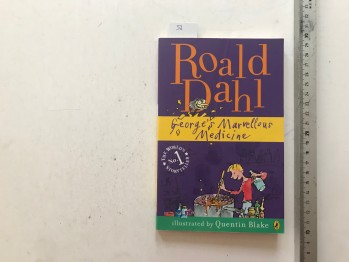 Roald
Dahl
George's Marvellous
Medicine
THE WORLD'S No. 1 STORYTELLER
illustrated by Quentin Blake